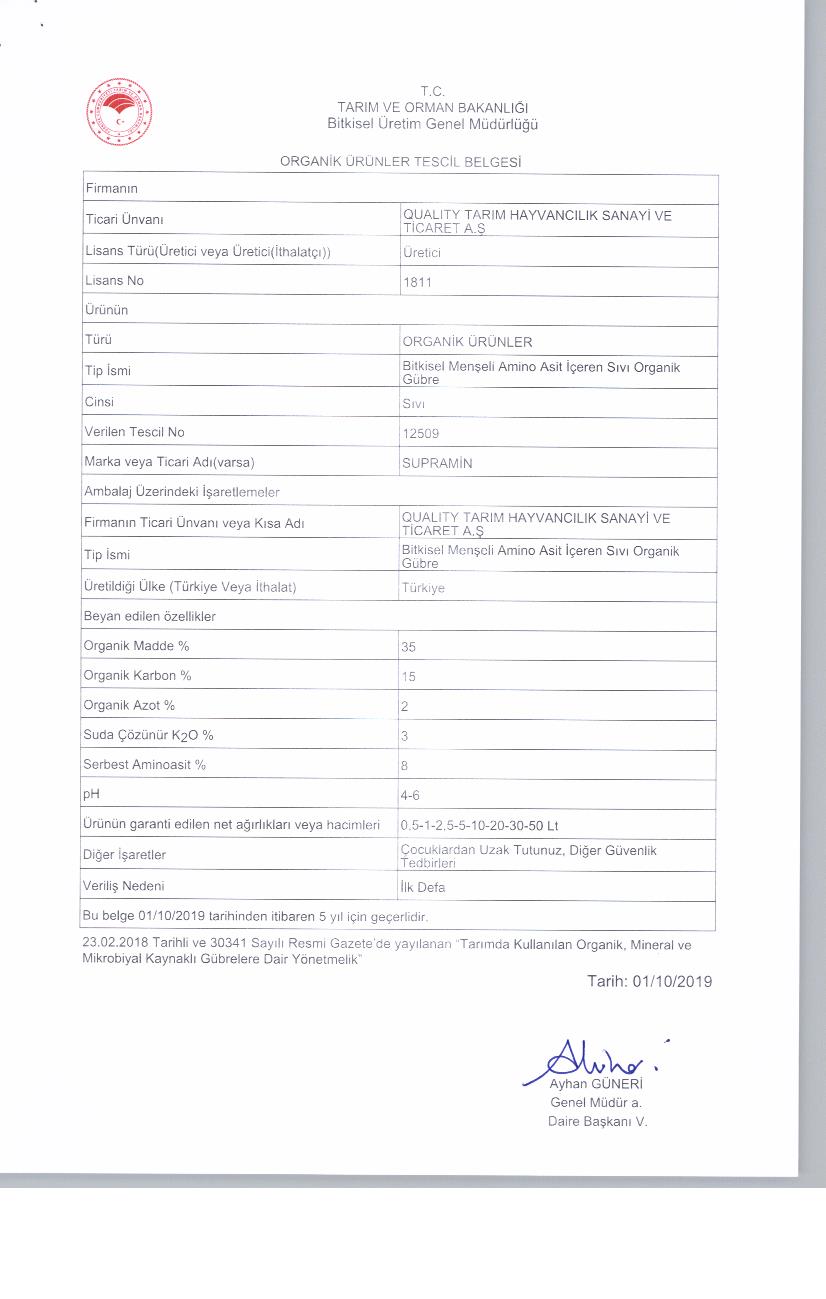 T.C.
TARIM VE ORMAN BAKANLIĞI
Bitkisel Üretim Genel Müdürlüğü
ORGANİK ÜRÜNLER TESCİL BELGESİ
Firmanın
Ticari Ünvanı
QUALITY TARIM HAYVANCILIK SANAYİ VE
TİCARET A.Ş
Lisans Türü(Üretici veya Üretici(İthalatçı))
Üretici
Lisans No
1811
Ürünün
Türü
ORGANİK ÜRÜNLER
Tip İsmi
Bitkisel Menşeli Amino Asit İçeren Sıvı Organik
Gübre
Cinsi
Sıvı
Verilen Tescil No
12509
Marka veya Ticari Adı(varsa)
SUPRAMİN
Ambalaj Üzerindeki İşaretlemeler
Firmanın Ticari Ünvanı veya Kısa Adı
QUALITY TARIM HAYVANCILIK SANAYİ VE
TİCARET A.Ş
Tip İsmi
Bitkisel Menşeli Amino Asit İçeren Sıvı Organik
Gübre
Üretildiği Ülke (Türkiye Veya İthalat)
Türkiye
Beyan edilen özellikler
Organik Madde %
35
Organik Karbon %
15
Organik Azot %
2
Suda Çözünür K2O %
3
Serbest Aminoasit %
8
pH
4-6
Ürünün garanti edilen net ağırlıkları veya hacimleri
0,5-1-2,5-5-10-20-30-50 Lt
Diğer İşaretler
Çocuklardan Uzak Tutunuz, Diğer Güvenlik
Tedbirleri
Veriliş Nedeni
İlk Defa
Bu belge 01/10/2019 tarihinden itibaren 5 yıl için geçerlidir.
23.02.2018 Tarihli ve 30341 Sayılı Resmi Gazete'de yayılanan "Tarımda Kullanılan Organik, Mineral ve
Mikrobiyal Kaynaklı Gübrelere Dair Yönetmelik"
Tarih: 01/10/2019
Ayhan GÜNERİ
Genel Müdür a.
Daire Başkanı V.